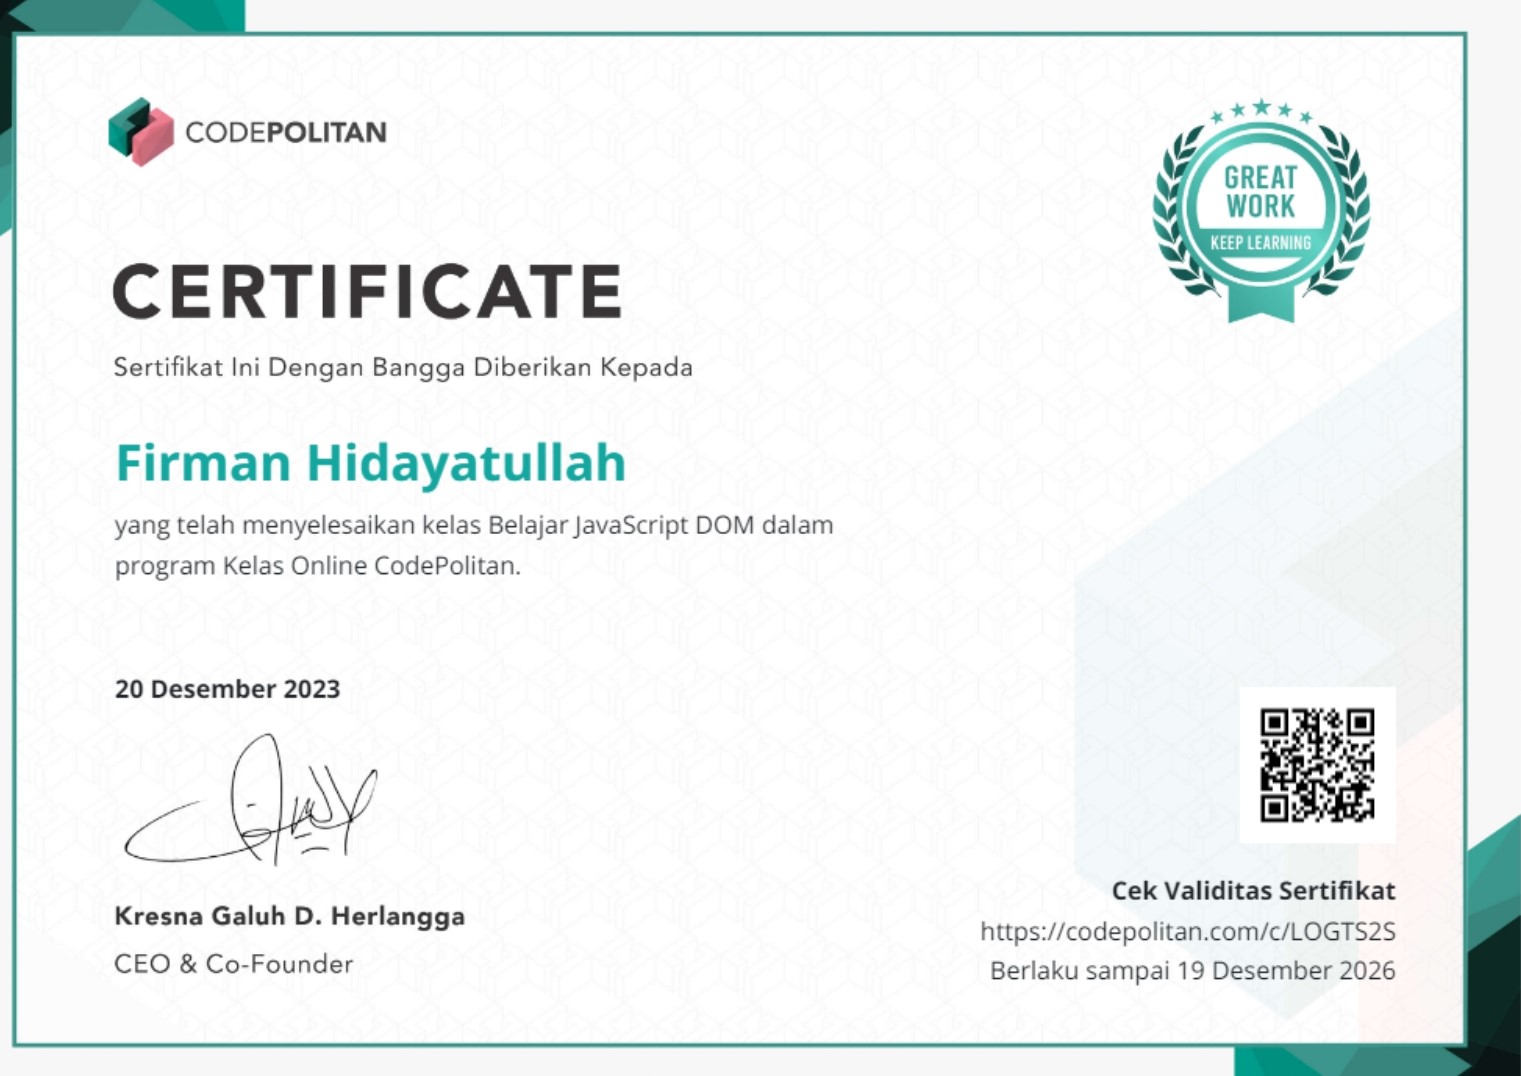 CODEPOLITAN
GREAT
WORK
KEEP LEARNING
CERTIFICATE
Sertifikat Ini Dengan Bangga Diberikan Kepada
Firman Hidayatullah
yang telah menyelesaikan kelas Belajar JavaScript DOM dalam
program Kelas Online CodePolitan.
20 Desember 2023
Kresna Galuh D. Herlangga
CEO & Co-Founder
Cek Validitas Sertifikat
https://codepolitan.com/c/LOGTS2S
Berlaku sampai 19 Desember 2026